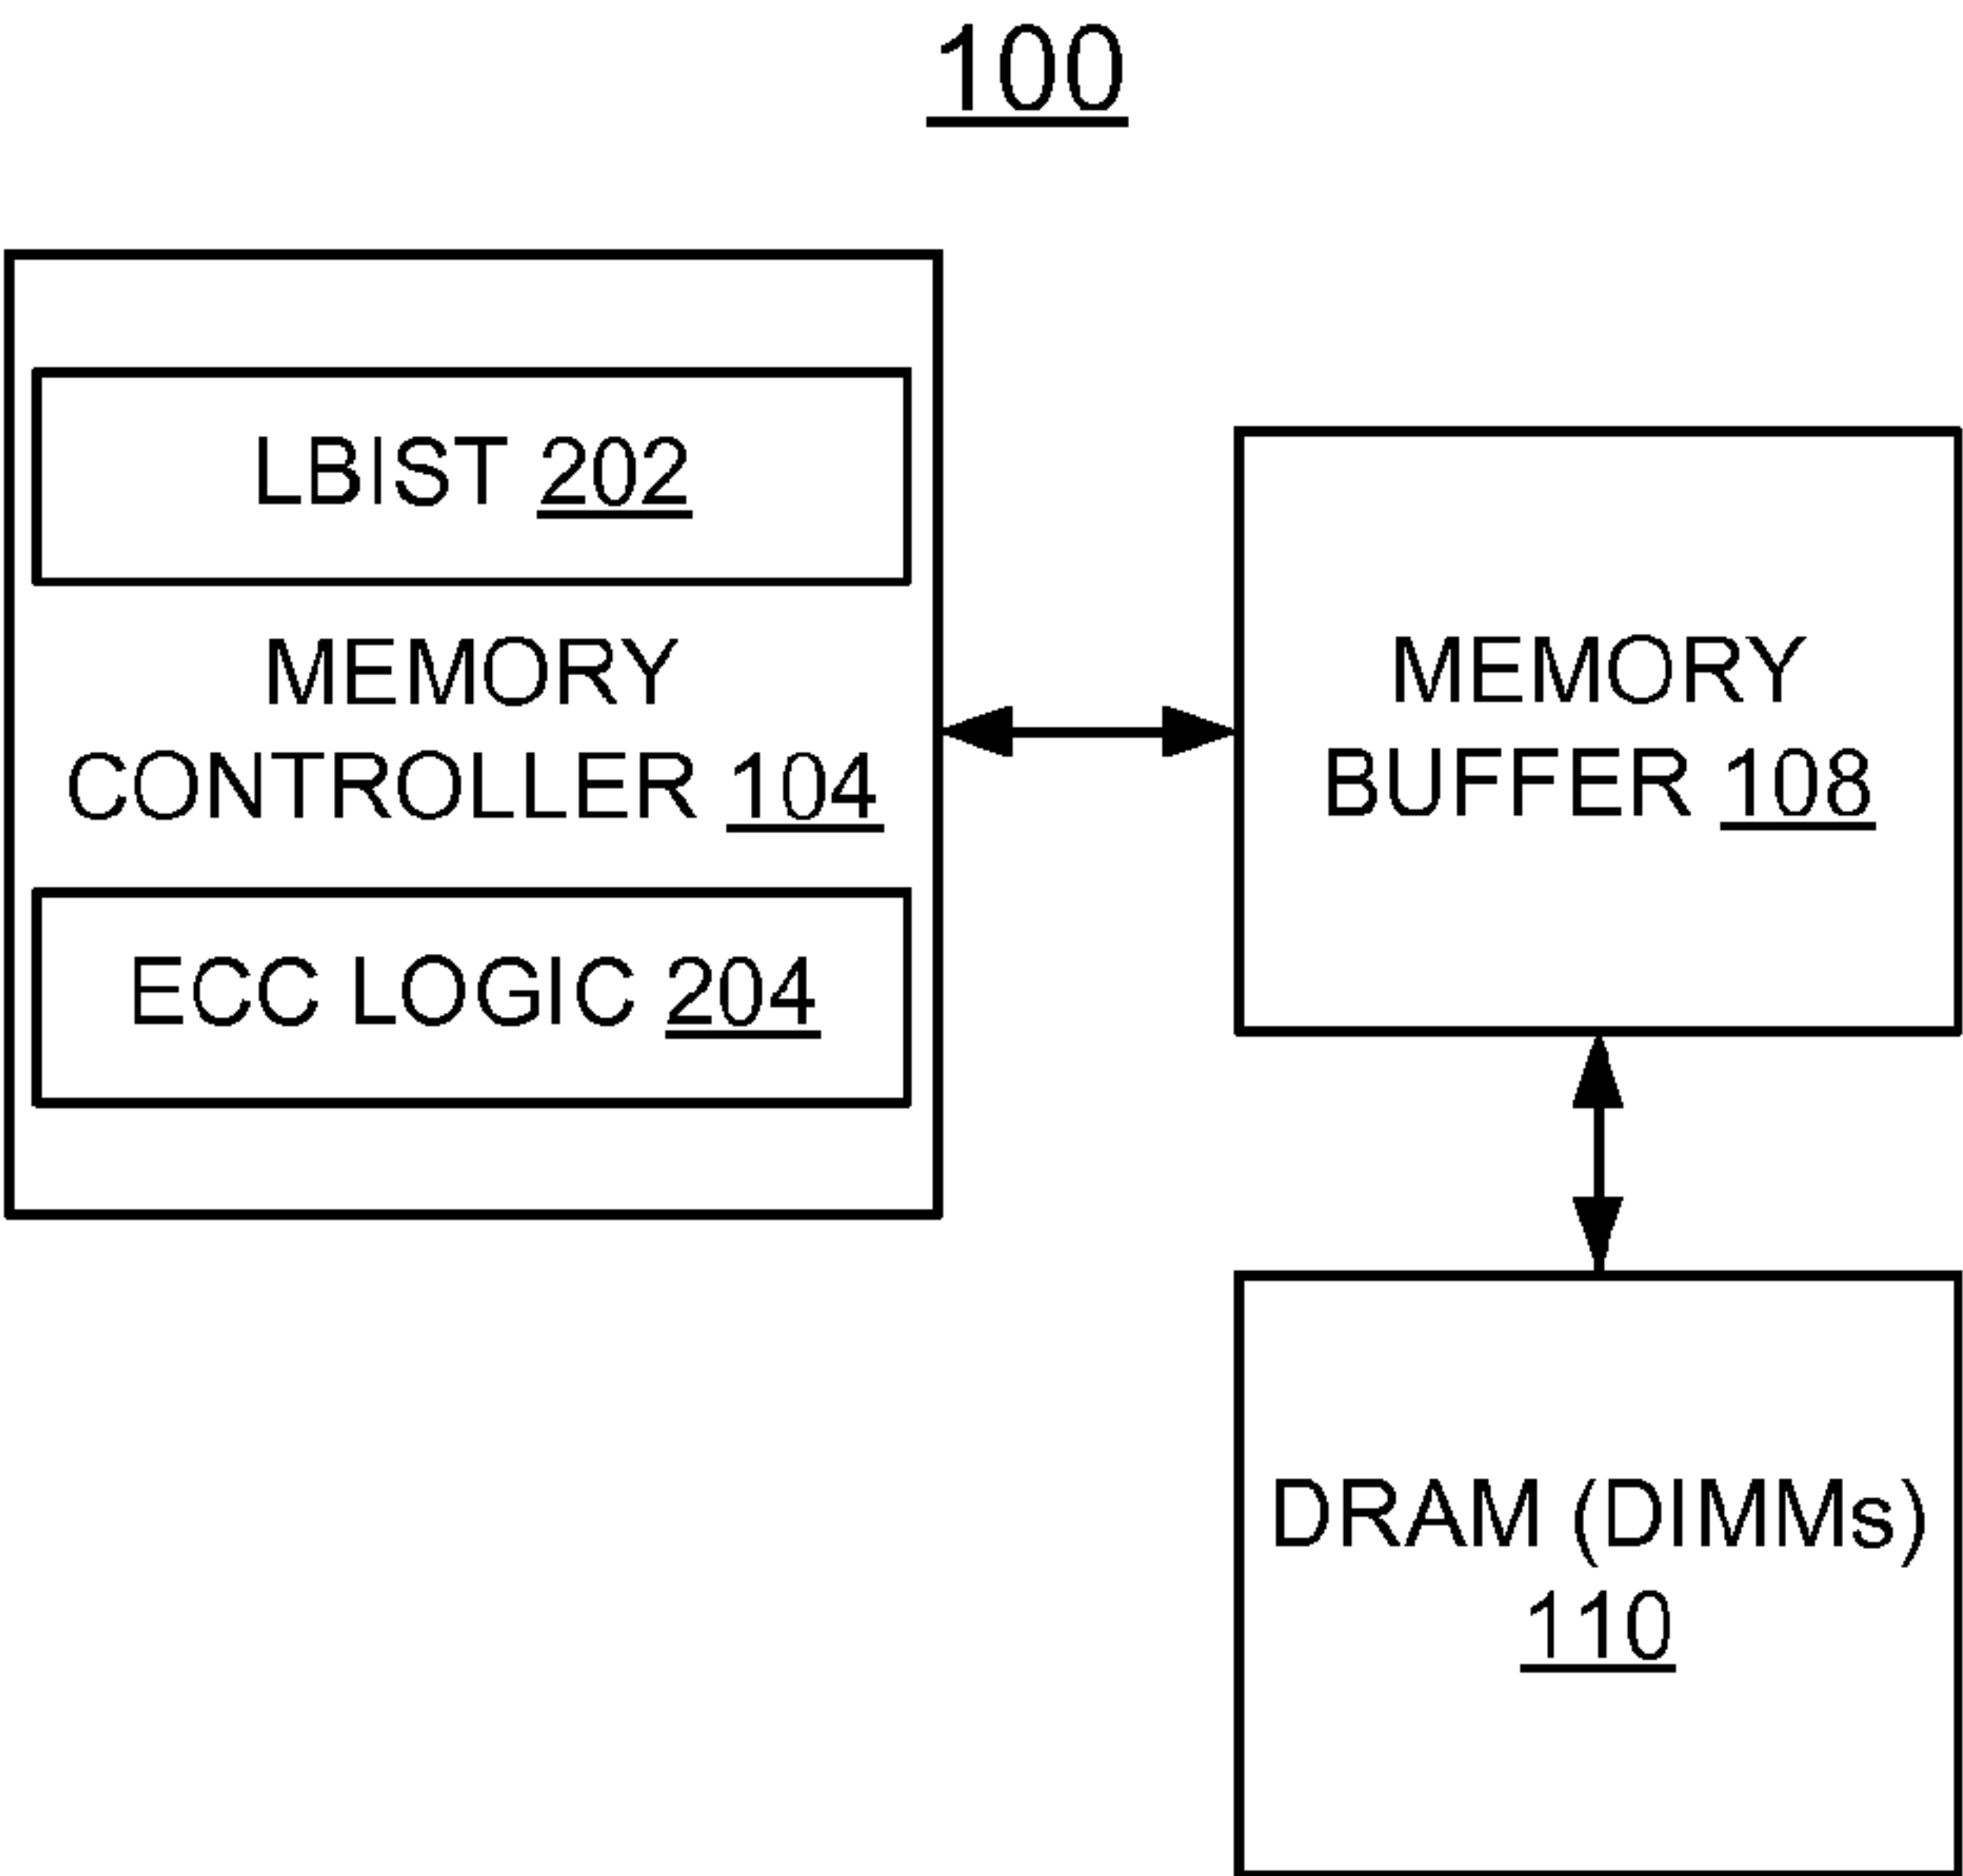 100
LBIST 202
MEMORY
CONTROLLER 104
ECC LOGIC 204
MEMORY
BUFFER 108
DRAM (DIMMs)
110